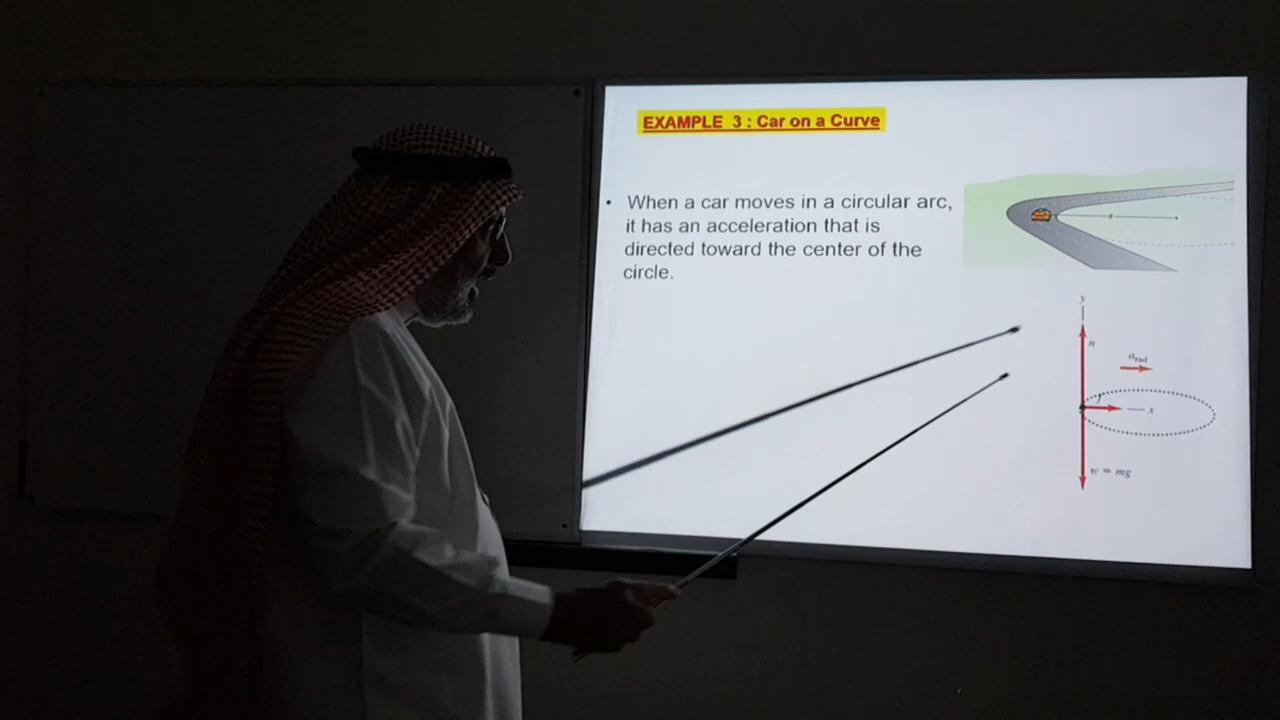 EXAMPLE 3 : Car on a Curve
• When a car moves in a circular arc,
it has an acceleration that is
directed toward the center of the
circle.
R
y
n
a rad
f
x
w = mg